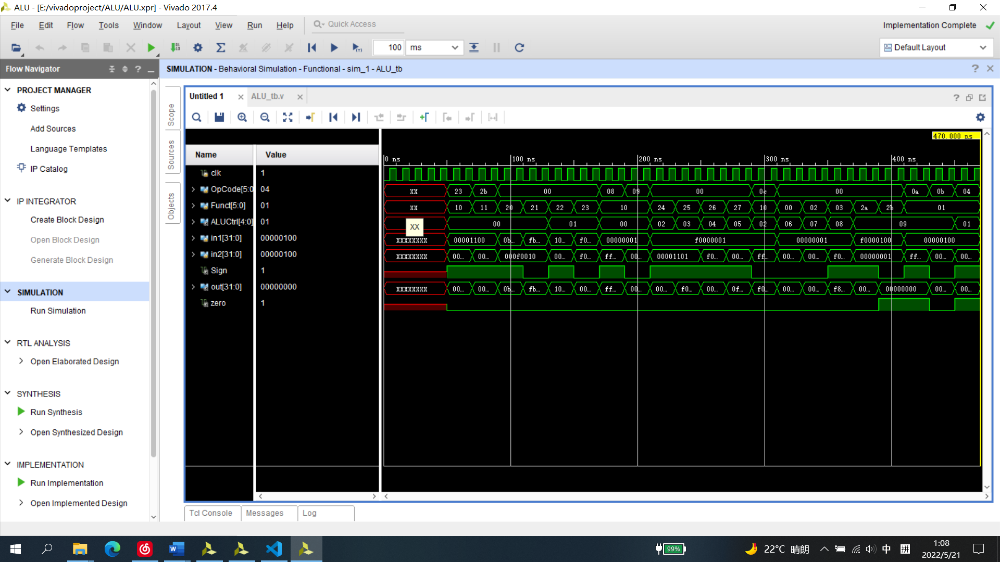 ALU - [E:/vivadoproject/ALU/ALU.xpr] - Vivado 2017.4
File Edit Flow Tools Window Layout View Run Help Quick Access Implementation Complete
100 ms Default Layout
Flow Navigator
SIMULATION - Behavioral Simulation - Functional - sim_1 - ALU_tb
PROJECT MANAGER
Settings
Add Sources
Language Templates
IP Catalog
IP INTEGRATOR
Create Block Design
Open Block Design
Generate Block Design
SIMULATION
Run Simulation
RTL ANALYSIS
Open Elaborated Design
SYNTHESIS
Run Synthesis
Open Synthesized Design
IMPLEMENTATION
Run Implementation
Open Implemented Design
Scope
Sources
Objects
Untitled 1 ALU_tb.v
470.000 ns
Name Value 0 ns 100 ns 200 ns 300 ns 400 ns
clk 1
OpCode[5:0 04 XX 23 2b 00 08 09 00 0c 00 0a 0b 04
Funct[5:0] 01 XX 10 11 20 21 22 23 10 24 25 26 27 10 00 02 03 2a 2b 01
ALUCtrl[4:0] 01 XX 00 01 00 02 03 04 05 02 06 07 08 09 01
in1[31:0] 00000100 XXXXXXXX 00001100 0b... fb... 10... f0... 00000001 f0000001 00000001 f0000100 00000100
in2[31:0] 00000100 XXXXXXXX 00... 00... 000f0010 00... f0... ff... 00... 00001101 f0... 00... ff... 00... 00... f0... 00000001 ff... 00... 00...
Sign 1
out[31:0] 00000000 XXXXXXXX 00... 00... 0b... fb... 10... 00... ff... 00... 00... f0... 00... 0f... f0... 00... 00... f8... 00... 00000000 00... 00...
zero 1
Tcl Console Messages Log
99% 22°C 晴朗 中 拼 1:08
2022/5/21